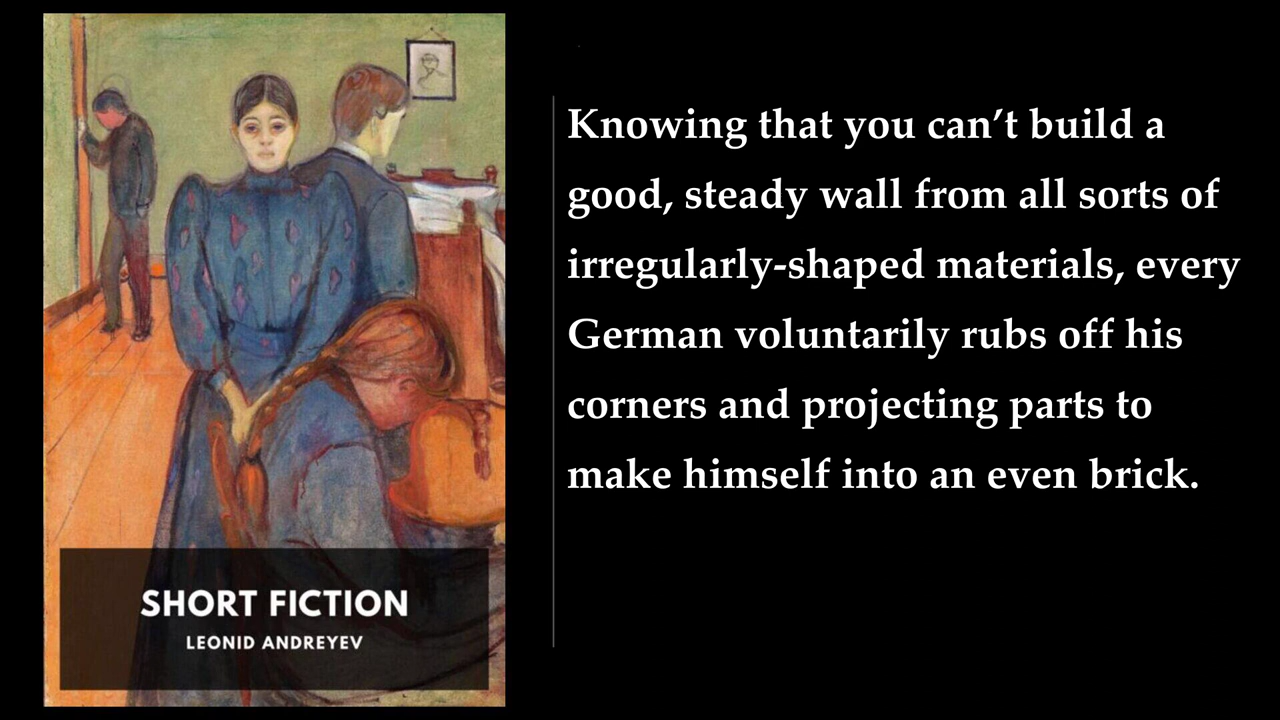 SHORT FICTION
LEONID ANDREYEV
Knowing that you can’t build a
good, steady wall from all sorts of
irregularly-shaped materials, every
German voluntarily rubs off his
corners and projecting parts to
make himself into an even brick.